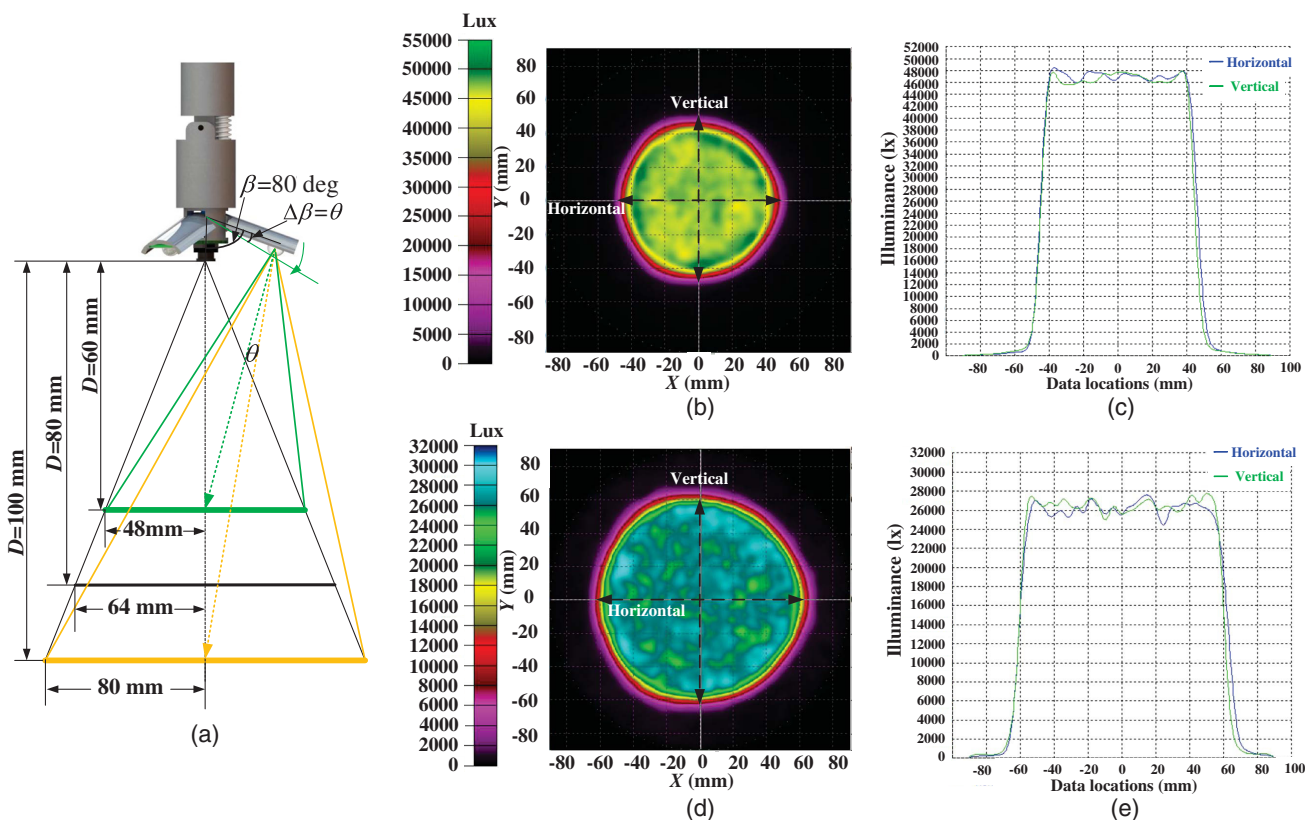 β=80 deg
Δβ=θ
θ
D=60 mm
D=80 mm
D=100 mm
48mm
64 mm
80 mm
(a)
Lux
55000
50000
45000
40000
35000
30000
25000
20000
15000
10000
5000
0
Y (mm)
80
60
40
20
0
-20
-40
-60
-80
Vertical
Horizontal
-80 -60 -40 -20 0 20 40 60 80
X (mm)
(b)
Illuminance (lx)
52000
50000
48000
46000
44000
42000
40000
38000
36000
34000
32000
30000
28000
26000
24000
22000
20000
18000
16000
14000
12000
10000
8000
6000
4000
2000
0
Horizontal
Vertical
-80 -60 -40 -20 0 20 40 60 80 100
Data locations (mm)
(c)
Lux
32000
30000
28000
26000
24000
22000
20000
18000
16000
14000
12000
10000
8000
6000
4000
2000
0
Y (mm)
80
60
40
20
0
-20
-40
-60
-80
Vertical
Horizontal
-80 -60 -40 -20 0 20 40 60 80
X (mm)
(d)
Illuminance (lx)
32000
30000
28000
26000
24000
22000
20000
18000
16000
14000
12000
10000
8000
6000
4000
2000
0
Horizontal
Vertical
-80 -60 -40 -20 0 20 40 60 80 100
Data locations (mm)
(e)